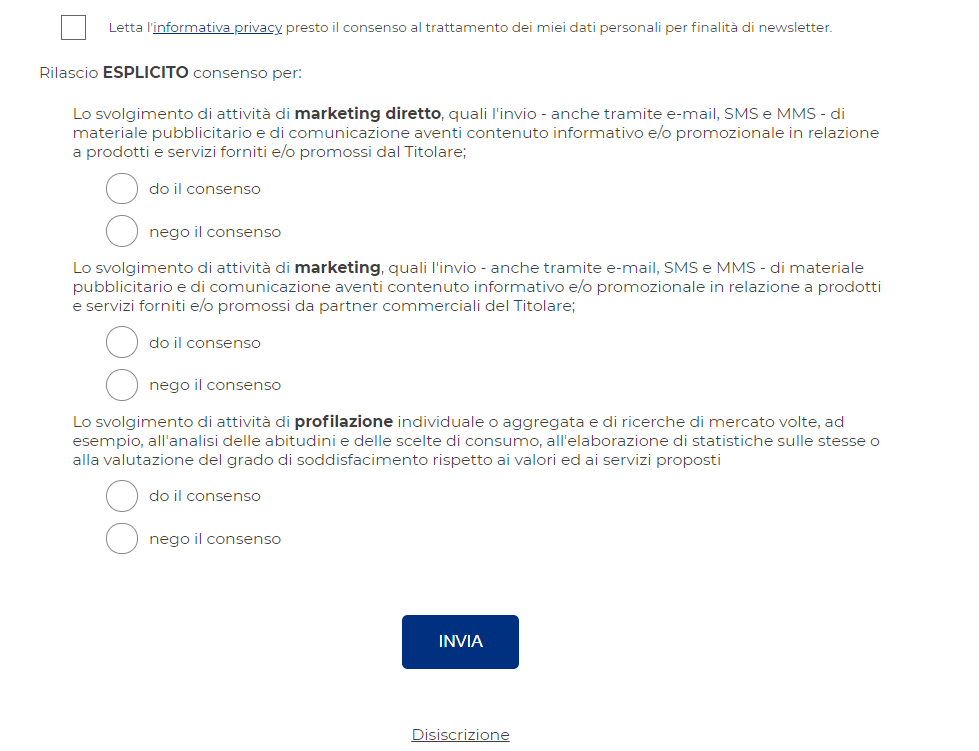 Letta l'informativa privacy presto il consenso al trattamento dei miei dati personali per finalità di newsletter.
Rilascio ESPLICITO consenso per:
Lo svolgimento di attività di marketing diretto, quali l'invio - anche tramite e-mail, SMS e MMS - di
materiale pubblicitario e di comunicazione aventi contenuto informativo e/o promozionale in relazione
a prodotti e servizi forniti e/o promossi dal Titolare;
do il consenso
nego il consenso
Lo svolgimento di attività di marketing, quali l'invio - anche tramite e-mail, SMS e MMS - di materiale
pubblicitario e di comunicazione aventi contenuto informativo e/o promozionale in relazione a prodotti
e servizi forniti e/o promossi da partner commerciali del Titolare;
do il consenso
nego il consenso
Lo svolgimento di attività di profilazione individuale o aggregata e di ricerche di mercato volte, ad
esempio, all'analisi delle abitudini e delle scelte di consumo, all'elaborazione di statistiche sulle stesse o
alla valutazione del grado di soddisfacimento rispetto ai valori ed ai servizi proposti
do il consenso
nego il consenso
INVIA
Disiscrizione